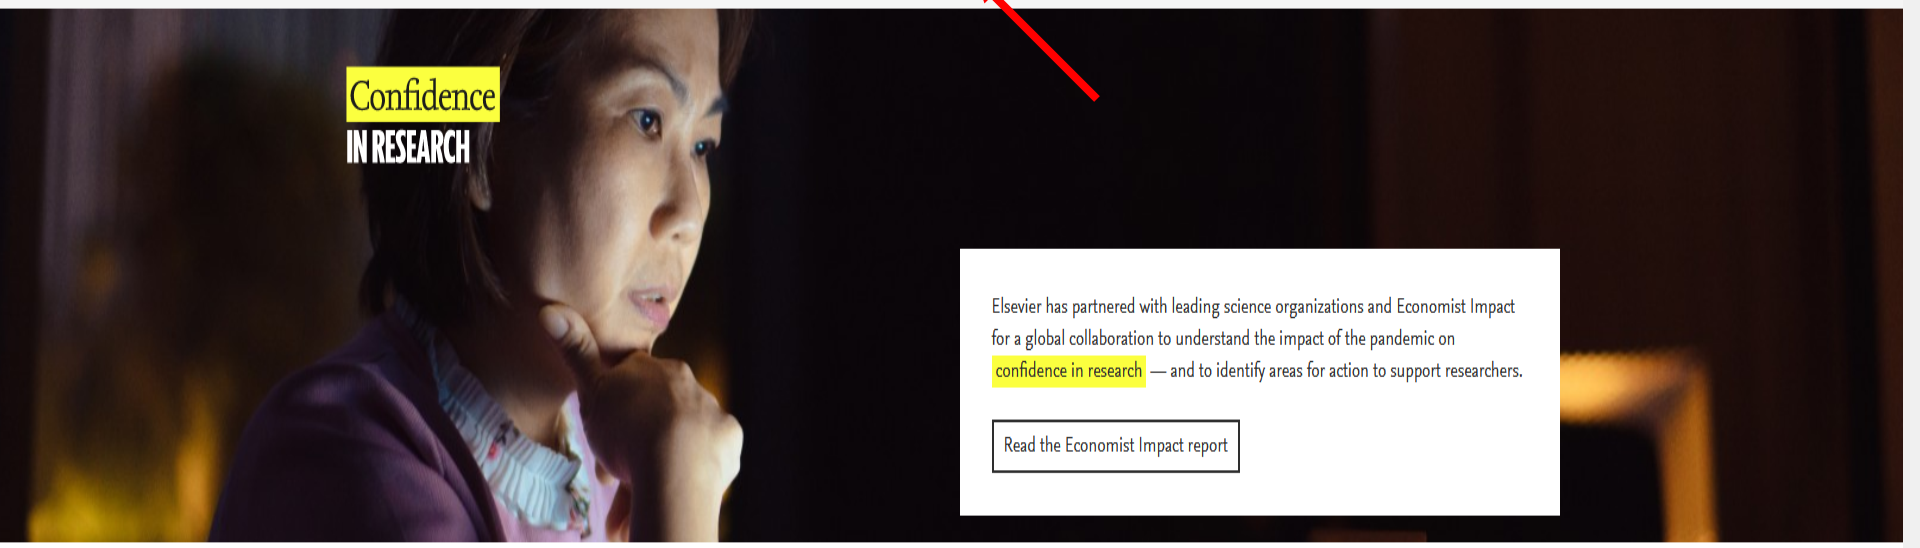 Confidence
IN RESEARCH
Elsevier has partnered with leading science organizations and Economist Impact
for a global collaboration to understand the impact of the pandemic on
confidence in research — and to identify areas for action to support researchers.
Read the Economist Impact report